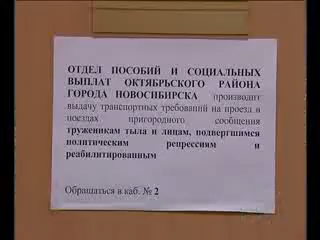 ОТДЕЛ ПОСОБИЙ И СОЦИАЛЬНЫХ
ВЫПЛАТ ОКТЯБРЬСКОГО РАЙОНА
ГОРОДА НОВОСИБИРСКА производит
выдачу транспортных требований на проезд в
поездах пригородного сообщения
труженикам тыла и лицам, подвергшимся
политическим репрессиям и
реабилитированным
Обращаться в каб. № 2